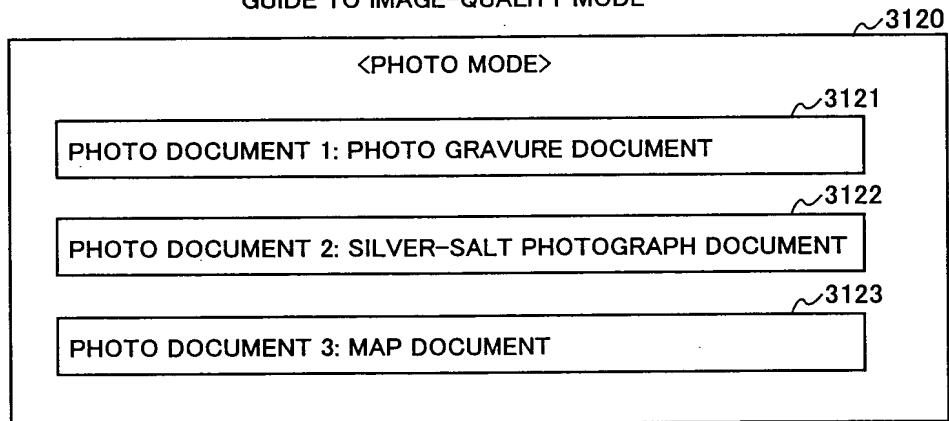 GUIDE TO IMAGE-QUALITY MODE
3120
<PHOTO MODE>
3121
PHOTO DOCUMENT 1: PHOTO GRAVURE DOCUMENT
3122
PHOTO DOCUMENT 2: SILVER-SALT PHOTOGRAPH DOCUMENT
3123
PHOTO DOCUMENT 3: MAP DOCUMENT